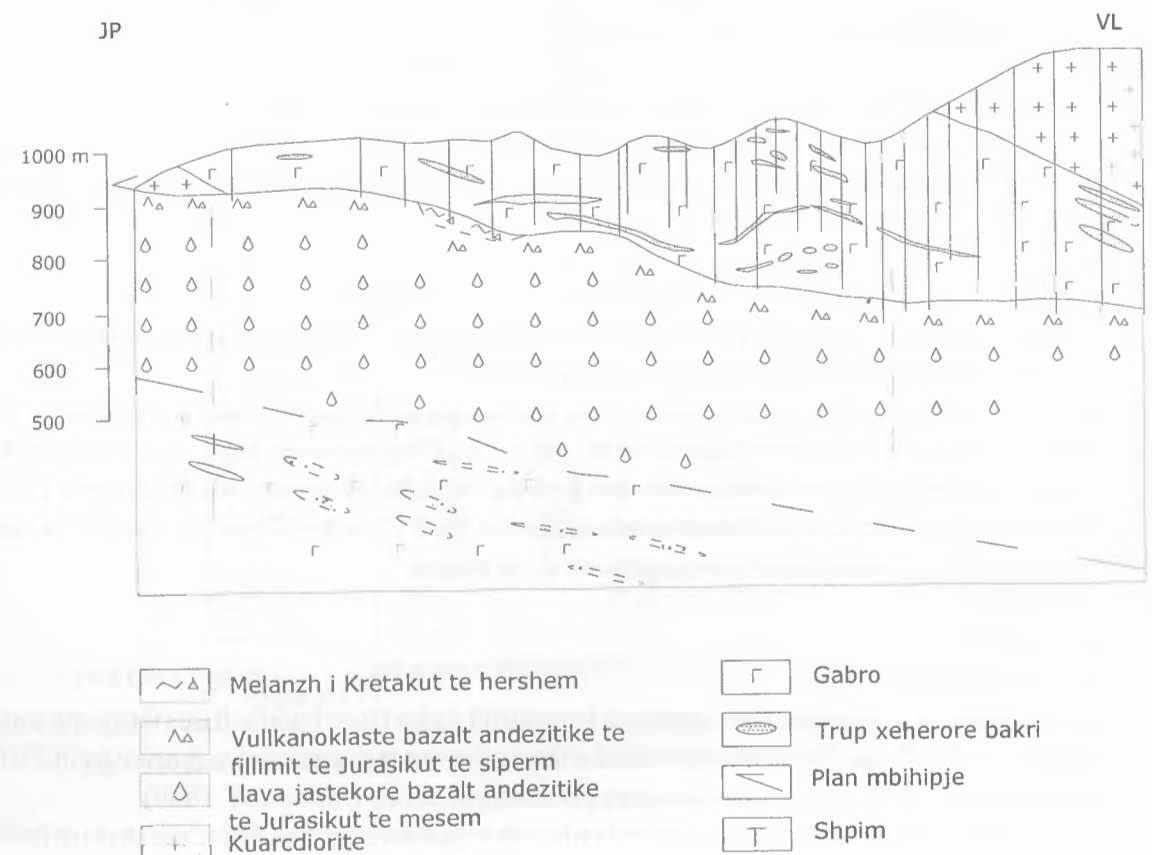 JP
VL
1000 m
900
800
700
600
500
Melanzh i Kretakut te hershem
Vullkanoklaste bazalt andezitike te
fillimit te Jurasikut te siperm
Llava jastekore bazalt andezitike
te Jurasikut te mesem
Kuarcdiorite
Gabro
Trup xeherore bakri
Plan mbihipje
Shpim